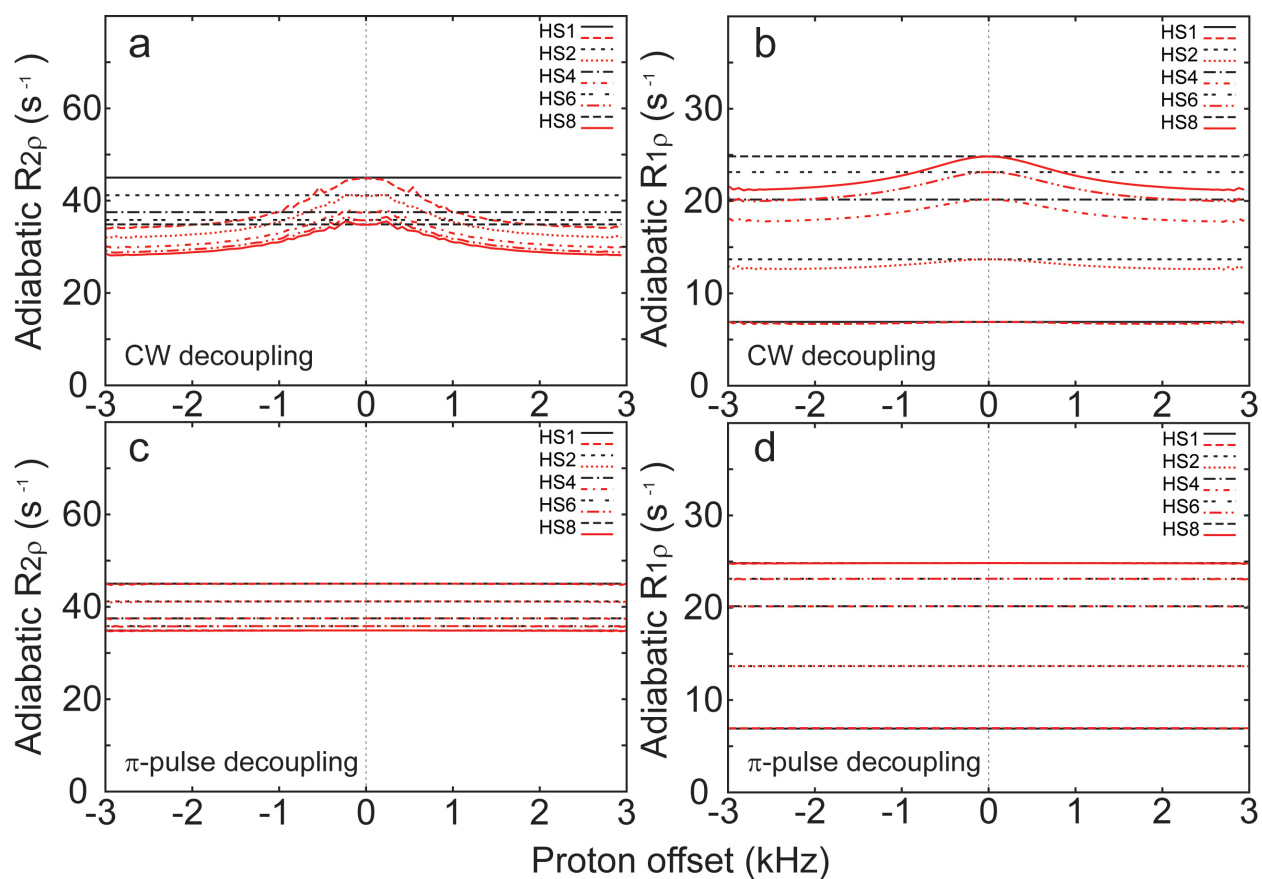 a
HS1
HS2
HS4
HS6
HS8
Adiabatic R2ρ (s -1 )
60
40
20
0
CW decoupling
-3 -2 -1 0 1 2 3
b
HS1
HS2
HS4
HS6
HS8
Adiabatic R1ρ (s -1 )
30
20
10
0
CW decoupling
-3 -2 -1 0 1 2 3
c
HS1
HS2
HS4
HS6
HS8
Adiabatic R2ρ (s -1 )
60
40
20
0
π-pulse decoupling
-3 -2 -1 0 1 2 3
d
HS1
HS2
HS4
HS6
HS8
Adiabatic R1ρ (s -1 )
30
20
10
0
π-pulse decoupling
-3 -2 -1 0 1 2 3
Proton offset (kHz)